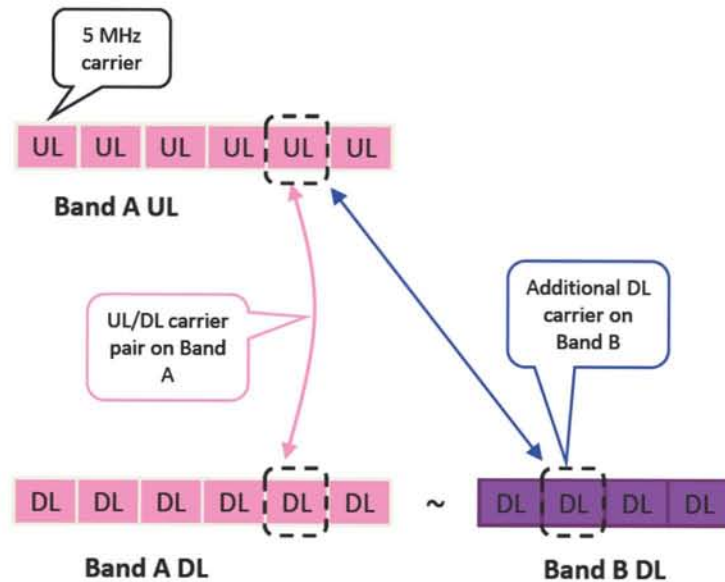 5 MHz
carrier
UL UL UL UL UL UL
Band A UL
UL/DL carrier
pair on Band
A
Additional DL
carrier on
Band B
DL DL DL DL DL DL ~ DL DL DL DL
Band A DL Band B DL